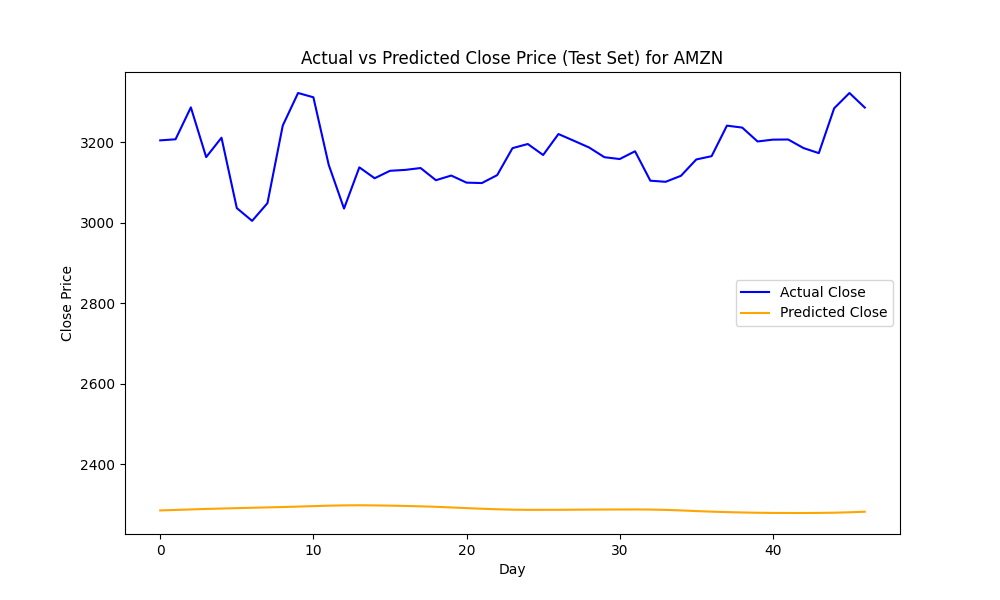 Actual vs Predicted Close Price (Test Set) for AMZN
Close Price
3200
3000
2800
2600
2400
Actual Close
Predicted Close
0 10 20 30 40
Day